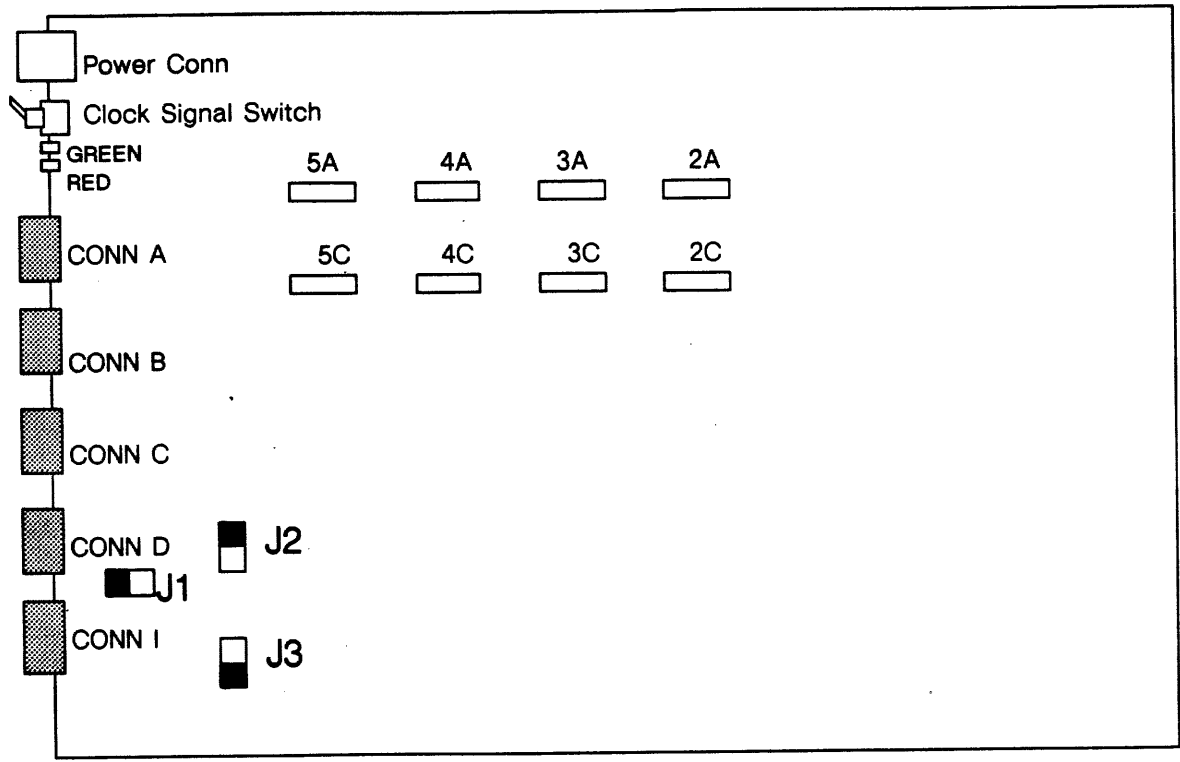 Power Conn
Clock Signal Switch
GREEN
RED
5A 4A 3A 2A
CONN A
5C 4C 3C 2C
CONN B
CONN C
CONN D
J2
J1
CONN I
J3